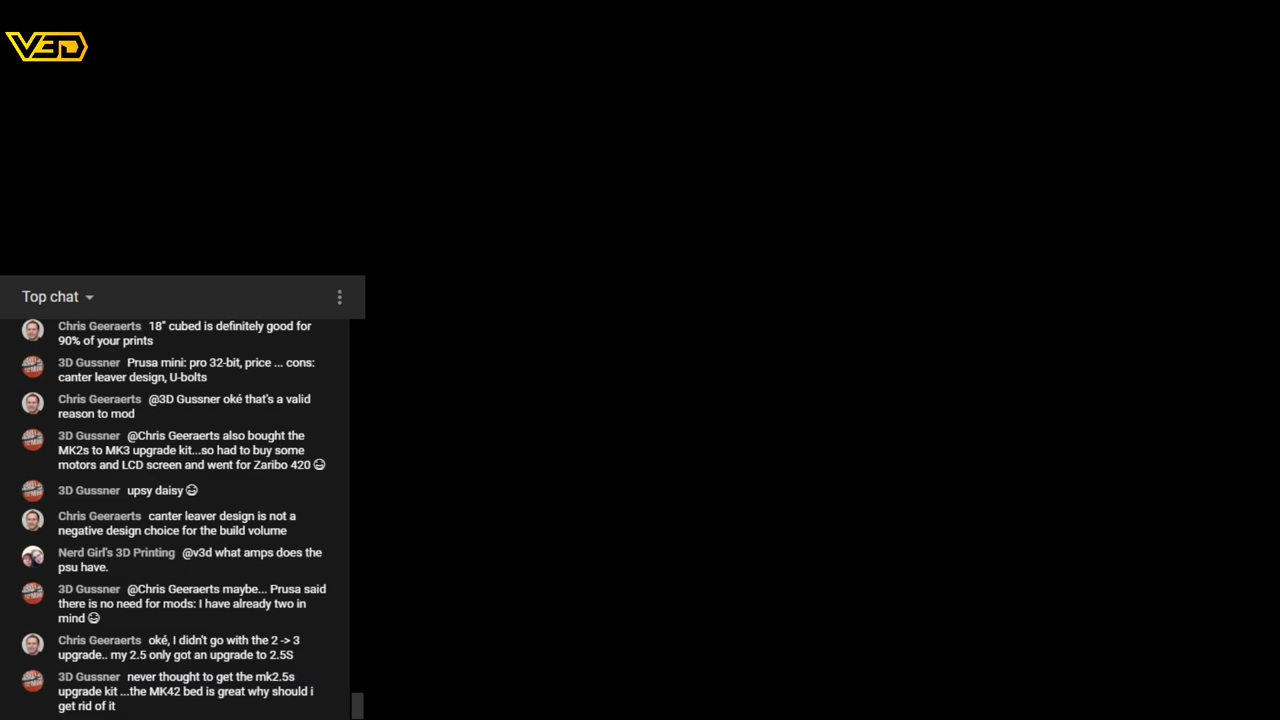 V3D
Top chat
Chris Geeraerts 18" cubed is definitely good for
90% of your prints
3D Gussner Prusa mini: pro 32-bit, price ... cons:
canter leaver design, U-bolts
Chris Geeraerts @3D Gussner oké that's a valid
reason to mod
3D Gussner @Chris Geeraerts also bought the
MK2s to MK3 upgrade kit...so had to buy some
motors and LCD screen and went for Zaribo 420 😂
3D Gussner upsy daisy 😂
Chris Geeraerts canter leaver design is not a
negative design choice for the build volume
Nerd Girl's 3D Printing @v3d what amps does the
psu have.
3D Gussner @Chris Geeraerts maybe... Prusa said
there is no need for mods: I have already two in
mind 😂
Chris Geeraerts oké, I didn't go with the 2 -> 3
upgrade.. my 2.5 only got an upgrade to 2.5S
3D Gussner never thought to get the mk2.5s
upgrade kit ...the MK42 bed is great why should i
get rid of it